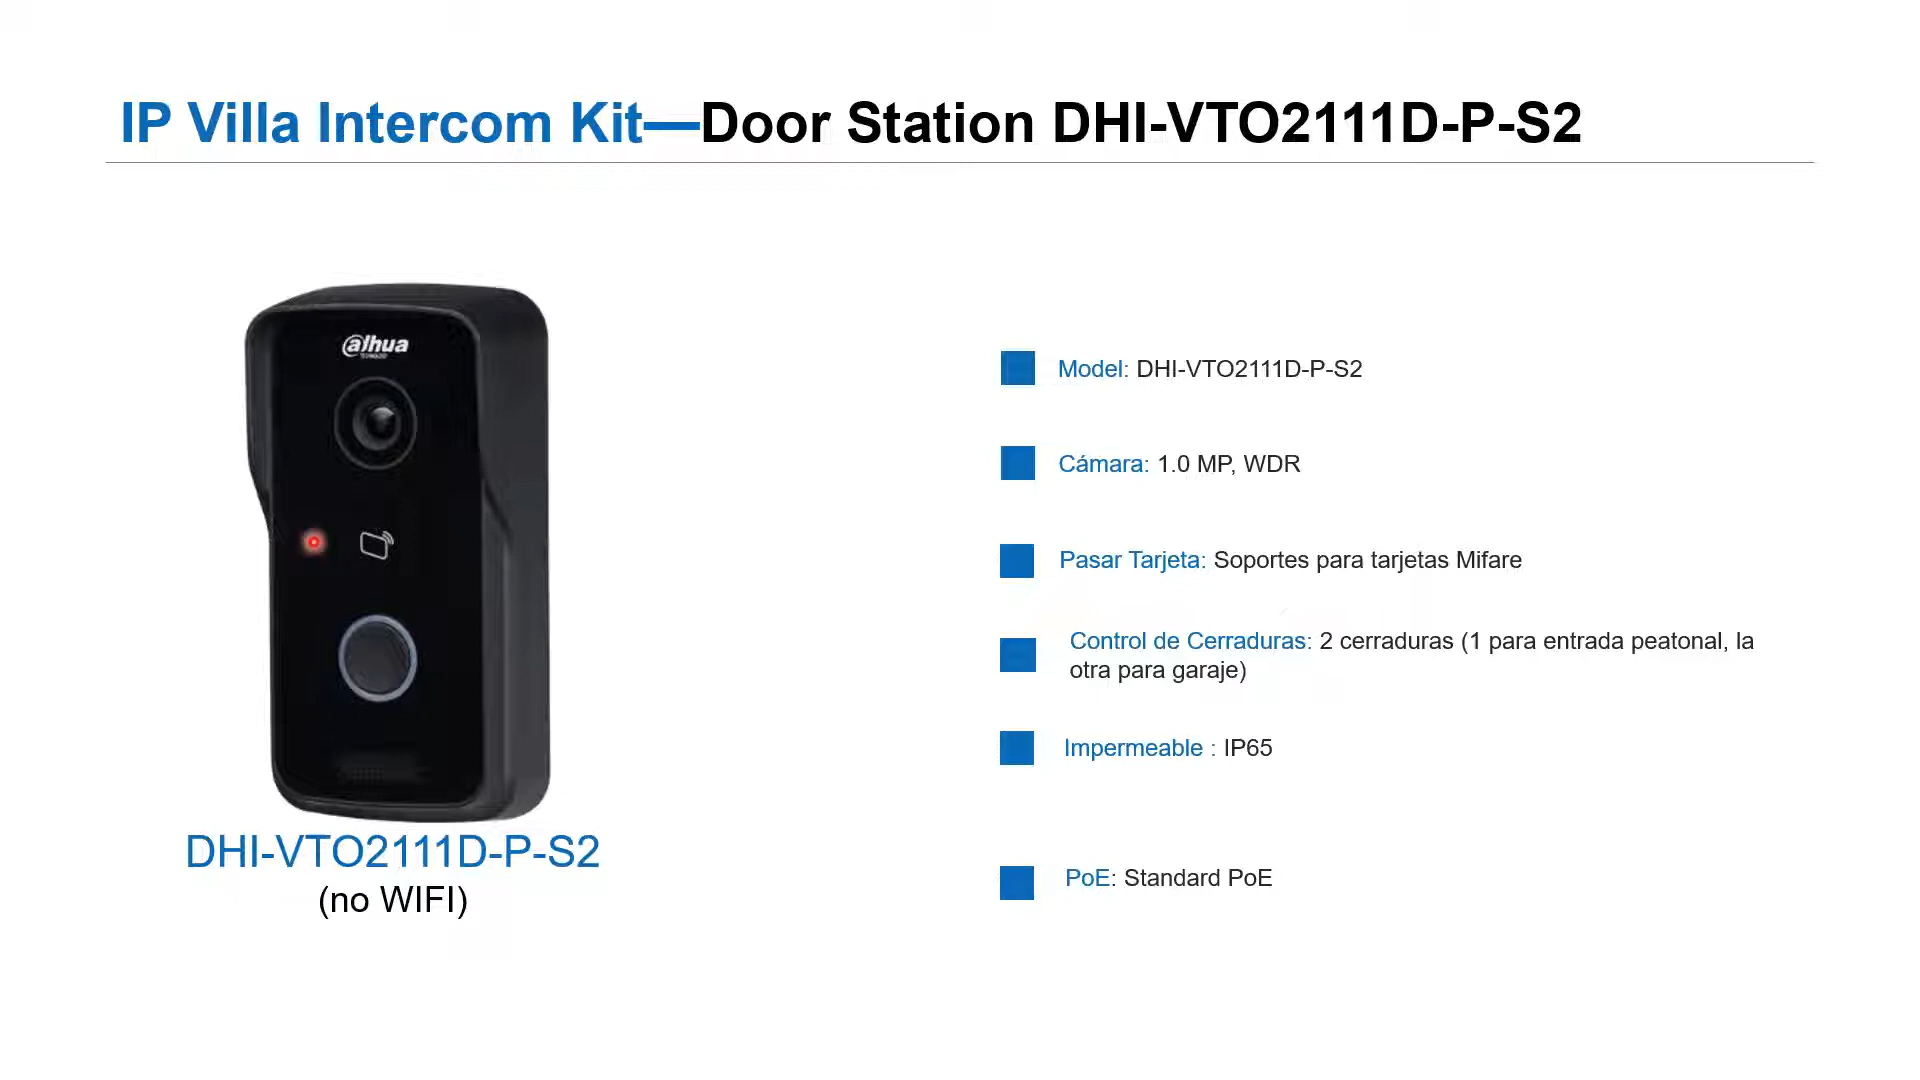 IP Villa Intercom Kit—Door Station DHI-VTO2111D-P-S2
alhua
DHI-VTO2111D-P-S2
(no WIFI)
Model: DHI-VTO2111D-P-S2
Cámara: 1.0 MP, WDR
Pasar Tarjeta: Soportes para tarjetas Mifare
Control de Cerraduras: 2 cerraduras (1 para entrada peatonal, la
otra para garaje)
Impermeable : IP65
PoE: Standard PoE